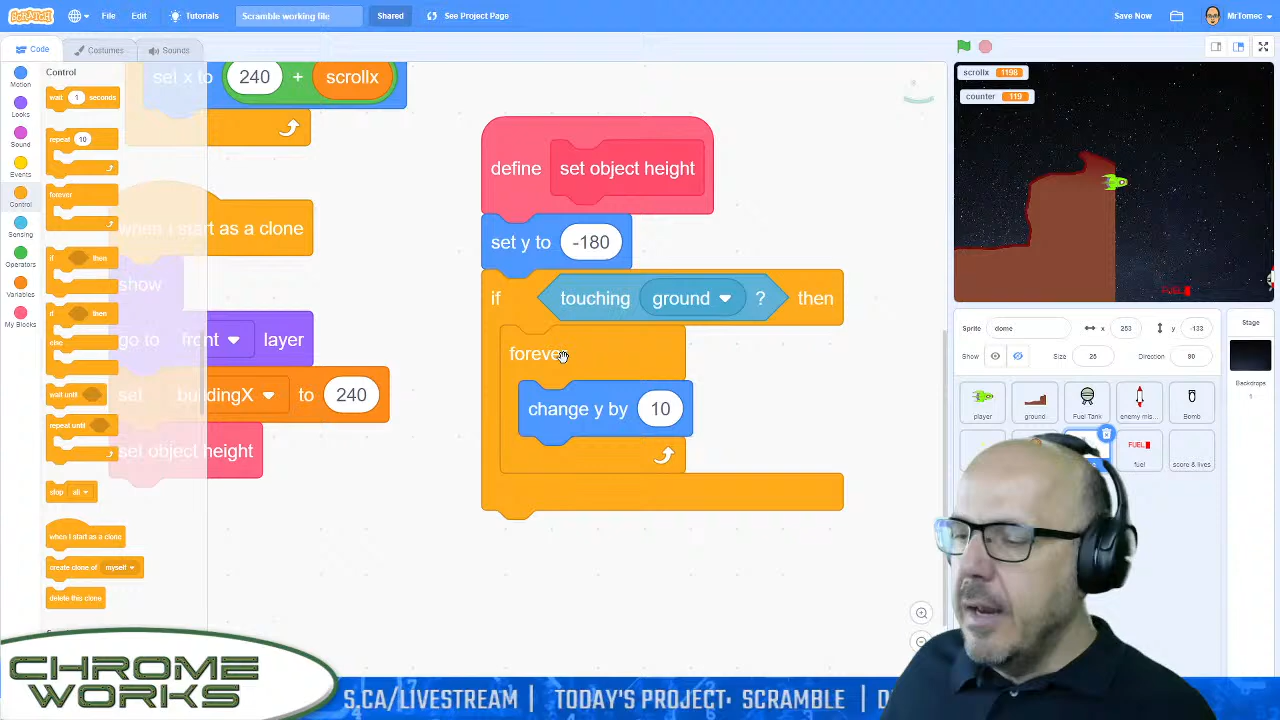 SCRATCH File Edit Tutorials Scramble working file Shared See Project Page Save Now MrTomec
Code Costumes Sounds
Control
Motion
Looks
Sound
Events
Control
Sensing
Operators
Variables
My Blocks
wait 1 seconds
repeat 10
forever
if then
if then
else
wait until
repeat until
stop all
when I start as a clone
create clone of myself
delete this clone
set x to 240 + scrollx
when I start as a clone
show
go to front layer
set buildingX to 240
set object height
define set object height
set y to -180
if touching ground ? then
forever
change y by 10
scrollx 1198
counter 119
FUEL
Sprite dome x 253 y -133
Show Size 25 Direction 90
Stage
Backdrops
1
player ground Fuel Tank enemy mis... Bomb
FUEL
fuel score & lives
CHROME
WORKS
S.CA/LIVESTREAM | TODAY'S PROJECT: SCRAMBLE |